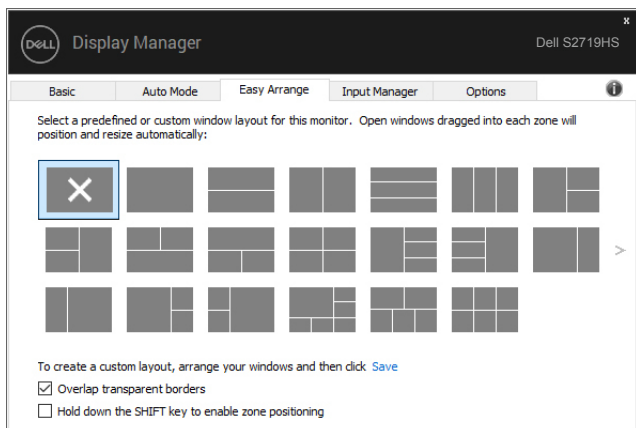 x
DELL Display Manager
Dell S2719HS
Basic Auto Mode Easy Arrange Input Manager Options i
Select a predefined or custom window layout for this monitor. Open windows dragged into each zone will
position and resize automatically:
>
To create a custom layout, arrange your windows and then click Save
Overlap transparent borders
Hold down the SHIFT key to enable zone positioning